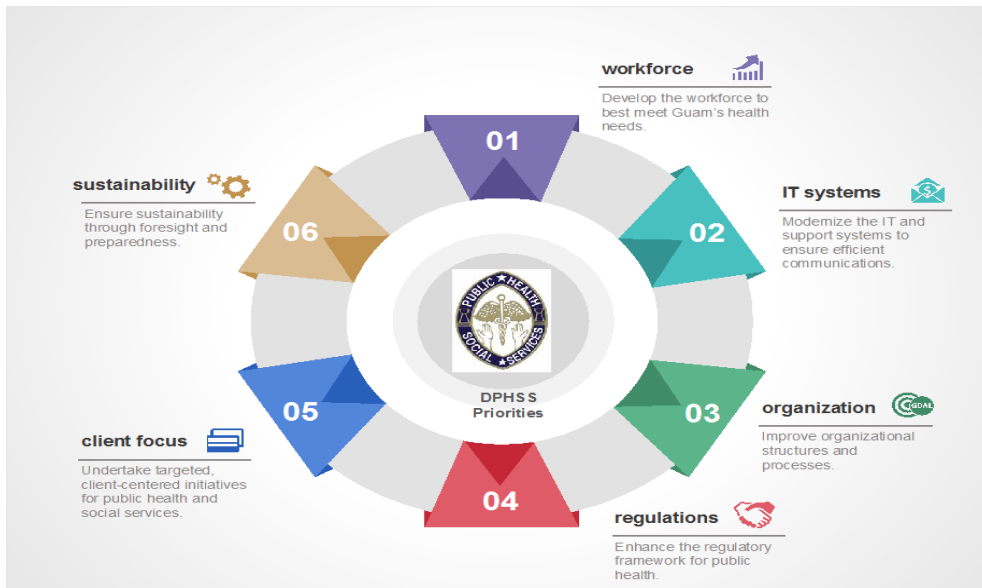 workforce
Develop the workforce to
best meet Guam's health
needs.
01
IT systems
Modernize the IT and
support systems to
ensure efficient
communications.
02
organization
GOAL
Improve organizational
structures and
processes.
03
regulations
Enhance the regulatory
framework for public
health.
04
client focus
Undertake targeted,
client-centered initiatives
for public health and
social services.
05
sustainability
Ensure sustainability
through foresight and
preparedness.
06
PUBLIC HEALTH
SOCIAL SERVICES
DPHSS
Priorities
$